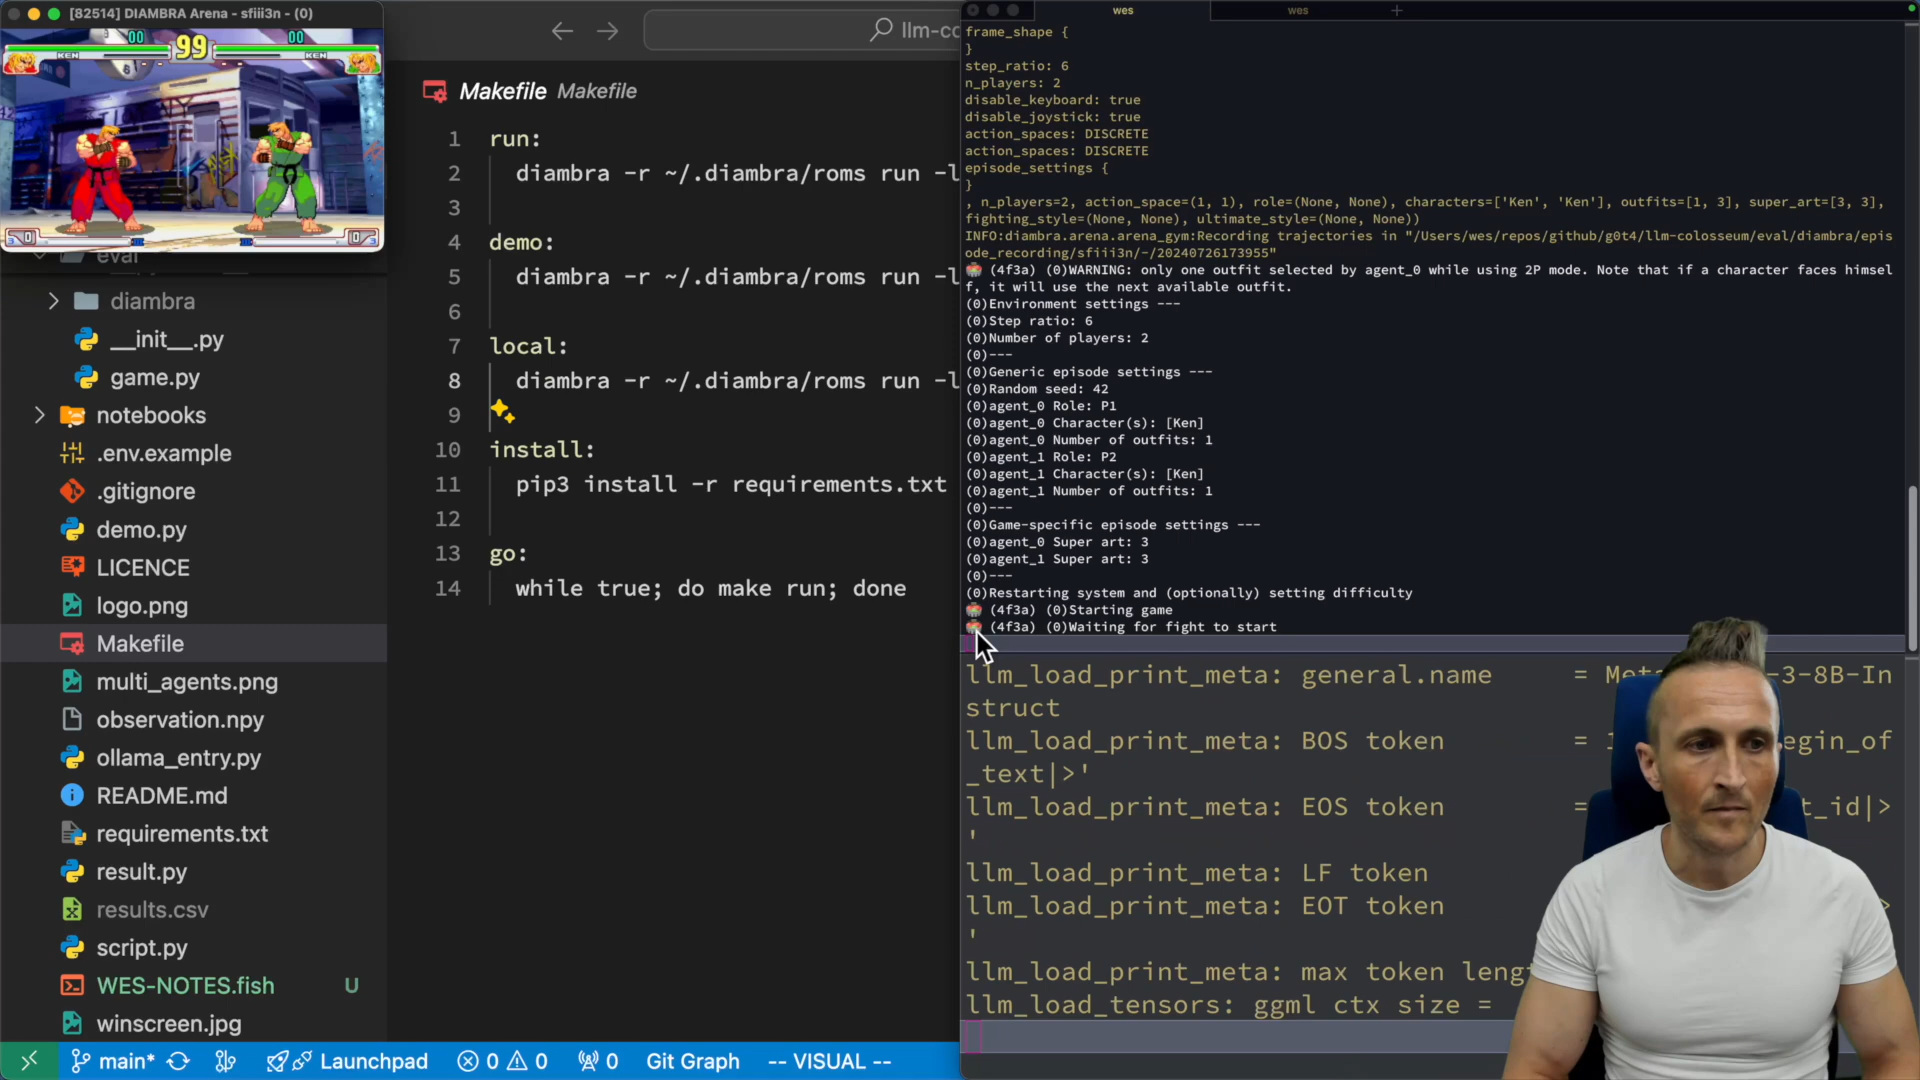 [82514] DIAMBRA Arena - sfiii3n - (0)
00 99 00
KEN KEN
3 0 0 3
llm-co
Makefile Makefile
1 run:
2 diambra -r ~/.diambra/roms run -l
3
4 demo:
5 diambra -r ~/.diambra/roms run -l
6
7 local:
8 diambra -r ~/.diambra/roms run -l
9
10 install:
11 pip3 install -r requirements.txt
12
13 go:
14 while true; do make run; done
eval
diambra
__init__.py
game.py
notebooks
.env.example
.gitignore
demo.py
LICENCE
logo.png
Makefile
multi_agents.png
observation.npy
ollama_entry.py
README.md
requirements.txt
result.py
results.csv
script.py
WES-NOTES.fish U
winscreen.jpg
main* Launchpad 0 0 0 Git Graph -- VISUAL --
wes wes
frame_shape {
}
step_ratio: 6
n_players: 2
disable_keyboard: true
disable_joystick: true
action_spaces: DISCRETE
action_spaces: DISCRETE
episode_settings {
}
, n_players=2, action_space=(1, 1), role=(None, None), characters=['Ken', 'Ken'], outfits=[1, 3], super_art=[3, 3],
fighting_style=(None, None), ultimate_style=(None, None))
INFO:diambra.arena.arena_gym:Recording trajectories in "/Users/wes/repos/github/g0t4/llm-colosseum/eval/diambra/epis
ode_recording/sfiii3n/-/20240726173955"
(4f3a) (0)WARNING: only one outfit selected by agent_0 while using 2P mode. Note that if a character faces himsel
f, it will use the next available outfit.
(0)Environment settings ---
(0)Step ratio: 6
(0)Number of players: 2
(0)---
(0)Generic episode settings ---
(0)Random seed: 42
(0)agent_0 Role: P1
(0)agent_0 Character(s): [Ken]
(0)agent_0 Number of outfits: 1
(0)agent_1 Role: P2
(0)agent_1 Character(s): [Ken]
(0)agent_1 Number of outfits: 1
(0)---
(0)Game-specific episode settings ---
(0)agent_0 Super art: 3
(0)agent_1 Super art: 3
(0)---
(0)Restarting system and (optionally) setting difficulty
(4f3a) (0)Starting game
(4f3a) (0)Waiting for fight to start
llm_load_print_meta: general.name = Me -3-8B-In
struct
llm_load_print_meta: BOS token = egin_of
_text|>'
llm_load_print_meta: EOS token = t_id|>
'
llm_load_print_meta: LF token
llm_load_print_meta: EOT token >
'
llm_load_print_meta: max token leng
llm_load_tensors: ggml ctx size =